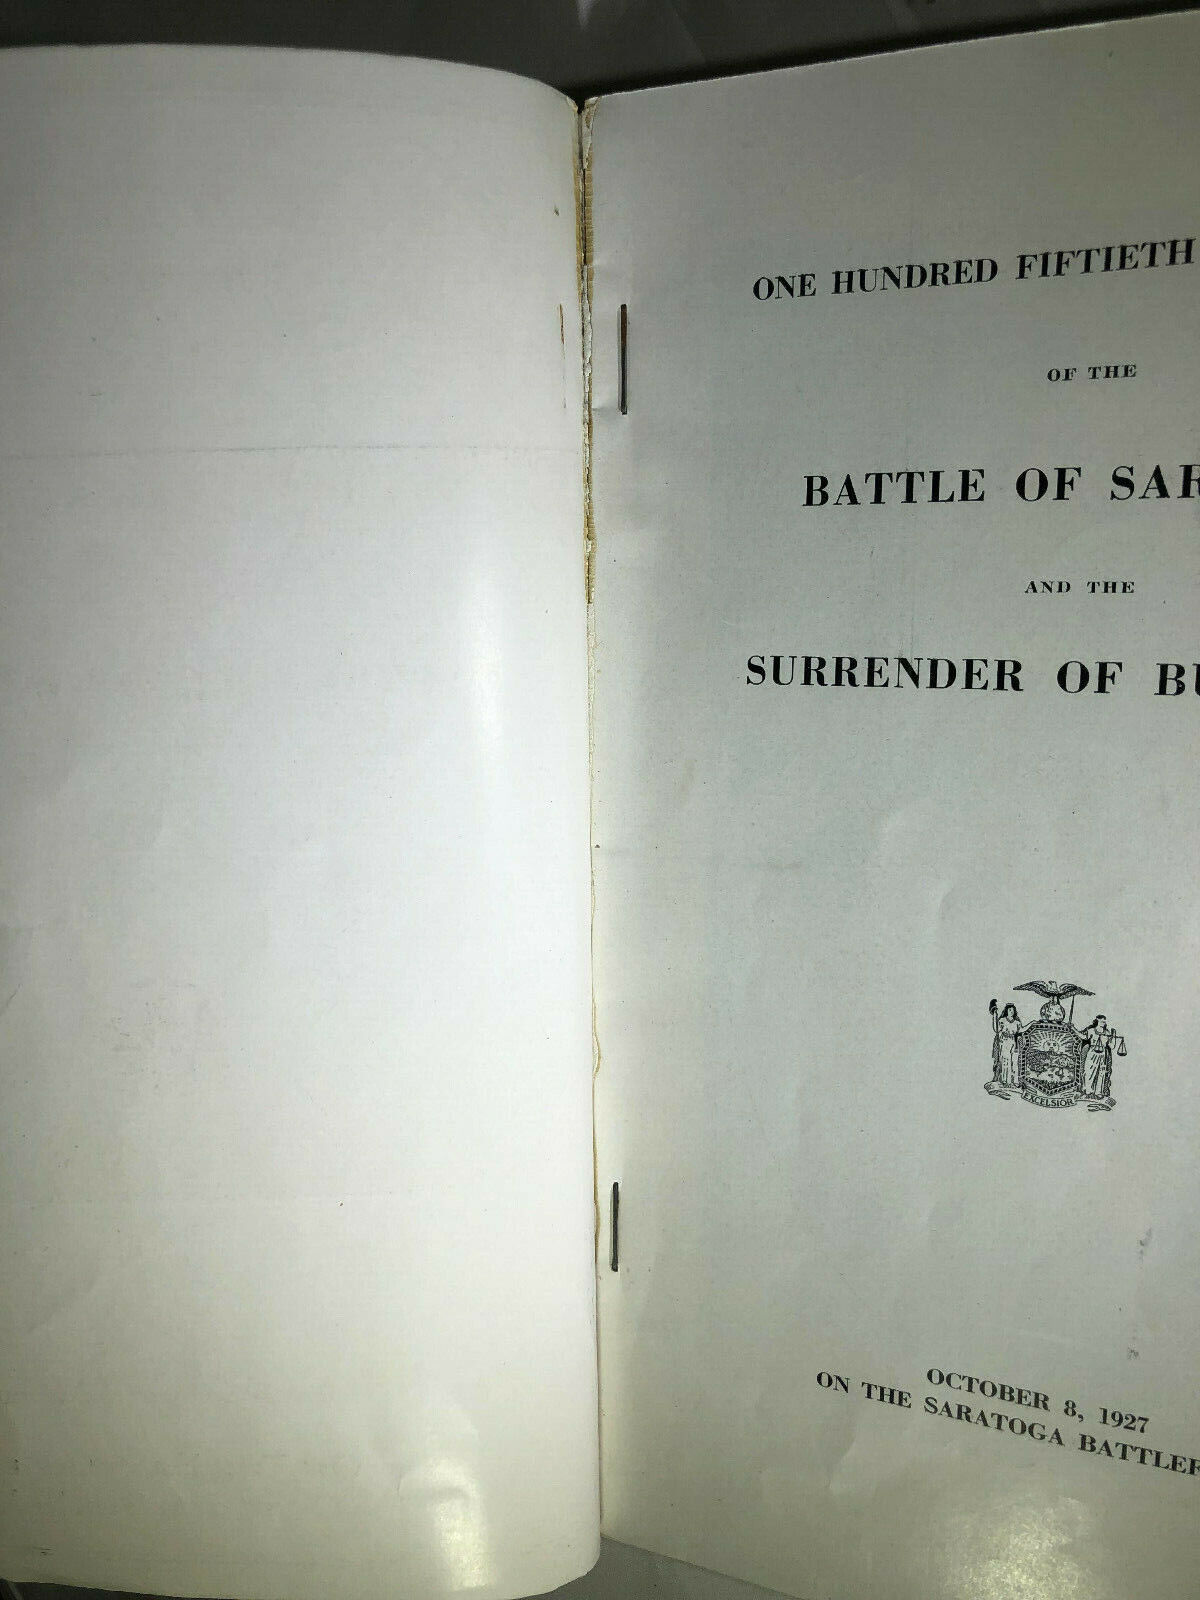 ONE HUNDRED FIFTIETH
OF THE
BATTLE OF SAR
AND THE
SURRENDER OF BU
EXCELSIOR
OCTOBER 8, 1927
ON THE SARATOGA BATTLEF